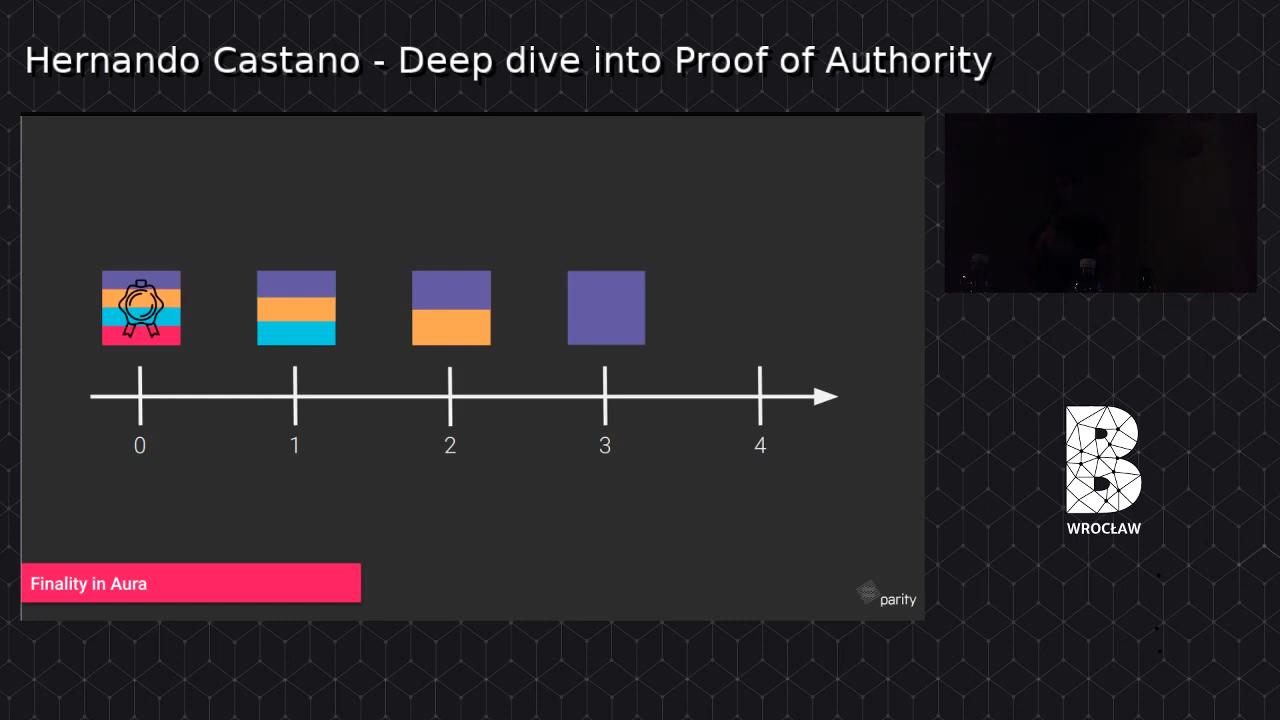 Hernando Castano - Deep dive into Proof of Authority
0 1 2 3 4
Finality in Aura
parity
B
WROCŁAW